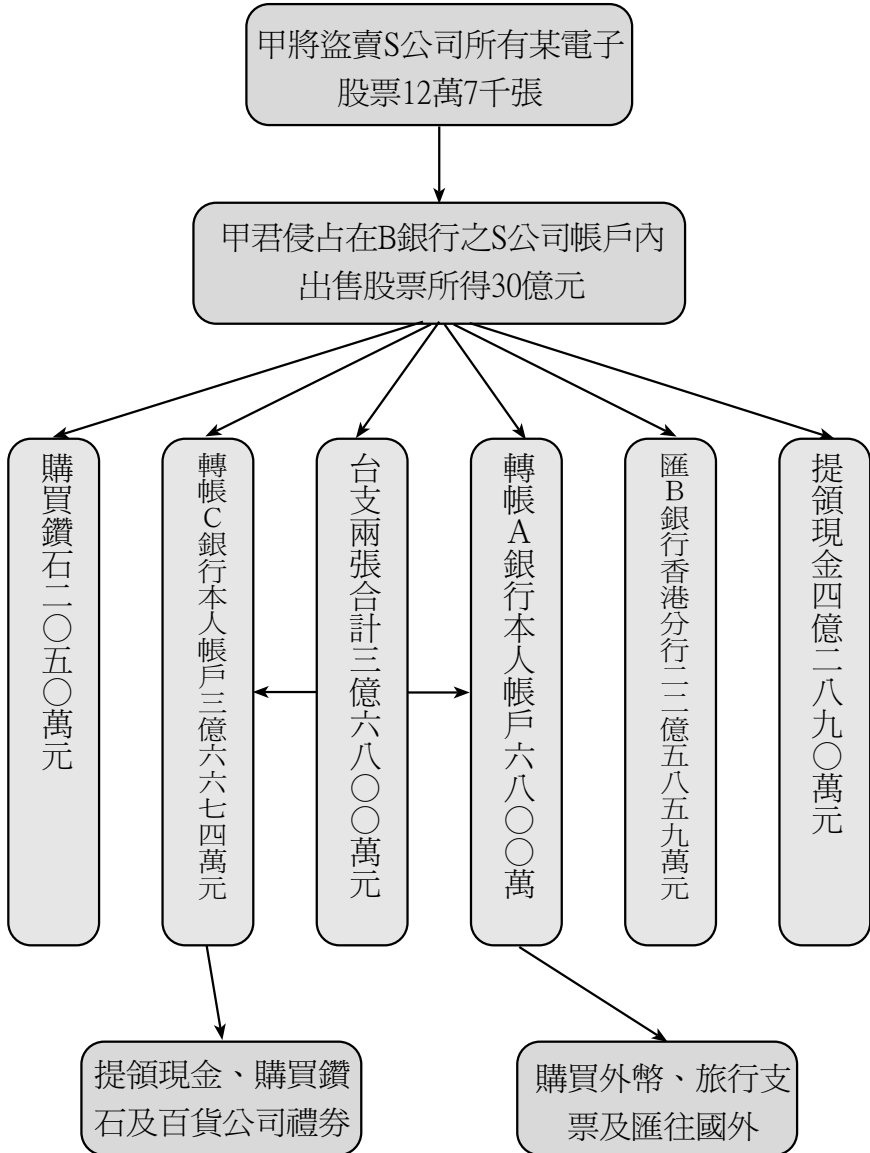 甲將盜賣S公司所有某電子
股票12萬7千張
甲君侵占在B銀行之S公司帳戶內
出售股票所得30億元
購買鑽石二〇五〇萬元
轉帳C銀行本人帳戶三億六六七四萬元
台支兩張合計三億六八〇〇萬元
轉帳A銀行本人帳戶六八〇〇萬
匯B銀行香港分行二二億五八五九萬元
提領現金四億二八九〇萬元
提領現金、購買鑽
石及百貨公司禮券
購買外幣、旅行支
票及匯往國外